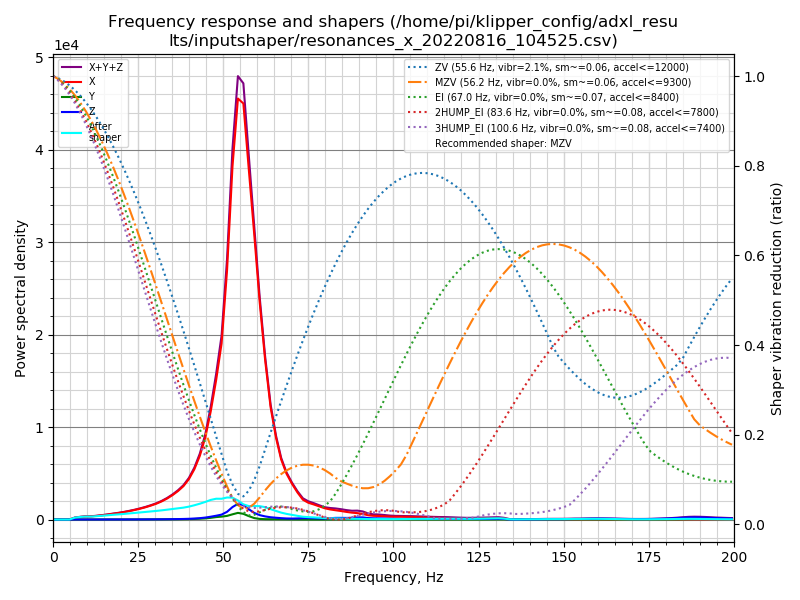 Frequency response and shapers (/home/pi/klipper_config/adxl_resu
lts/inputshaper/resonances_x_20220816_104525.csv)
1e4
X+Y+Z
X
Y
Z
After
shaper
ZV (55.6 Hz, vibr=2.1%, sm~=0.06, accel<=12000)
MZV (56.2 Hz, vibr=0.0%, sm~=0.06, accel<=9300)
EI (67.0 Hz, vibr=0.0%, sm~=0.07, accel<=8400)
2HUMP_EI (83.6 Hz, vibr=0.0%, sm~=0.08, accel<=7800)
3HUMP_EI (100.6 Hz, vibr=0.0%, sm~=0.08, accel<=7400)
Recommended shaper: MZV
5
4
3
2
1
0
Power spectral density
1.0
0.8
0.6
0.4
0.2
0.0
Shaper vibration reduction (ratio)
0 25 50 75 100 125 150 175 200
Frequency, Hz